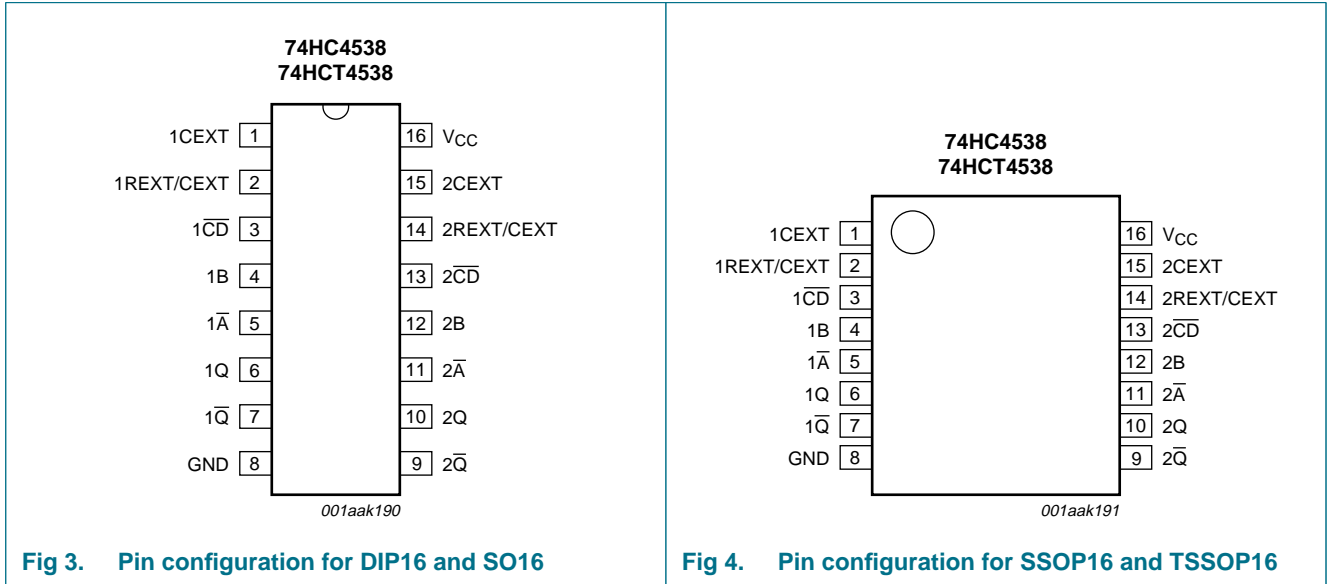 74HC4538
74HCT4538
1CEXT 1
16 VCC
1REXT/CEXT 2
15 2CEXT
1C̅D̅ 3
14 2REXT/CEXT
1B 4
13 2C̅D̅
1A̅ 5
12 2B
1Q 6
11 2A̅
1Q̅ 7
10 2Q
GND 8
9 2Q̅
001aak190
Fig 3. Pin configuration for DIP16 and SO16
74HC4538
74HCT4538
1CEXT 1
16 VCC
1REXT/CEXT 2
15 2CEXT
1C̅D̅ 3
14 2REXT/CEXT
1B 4
13 2C̅D̅
1A̅ 5
12 2B
1Q 6
11 2A̅
1Q̅ 7
10 2Q
GND 8
9 2Q̅
001aak191
Fig 4. Pin configuration for SSOP16 and TSSOP16